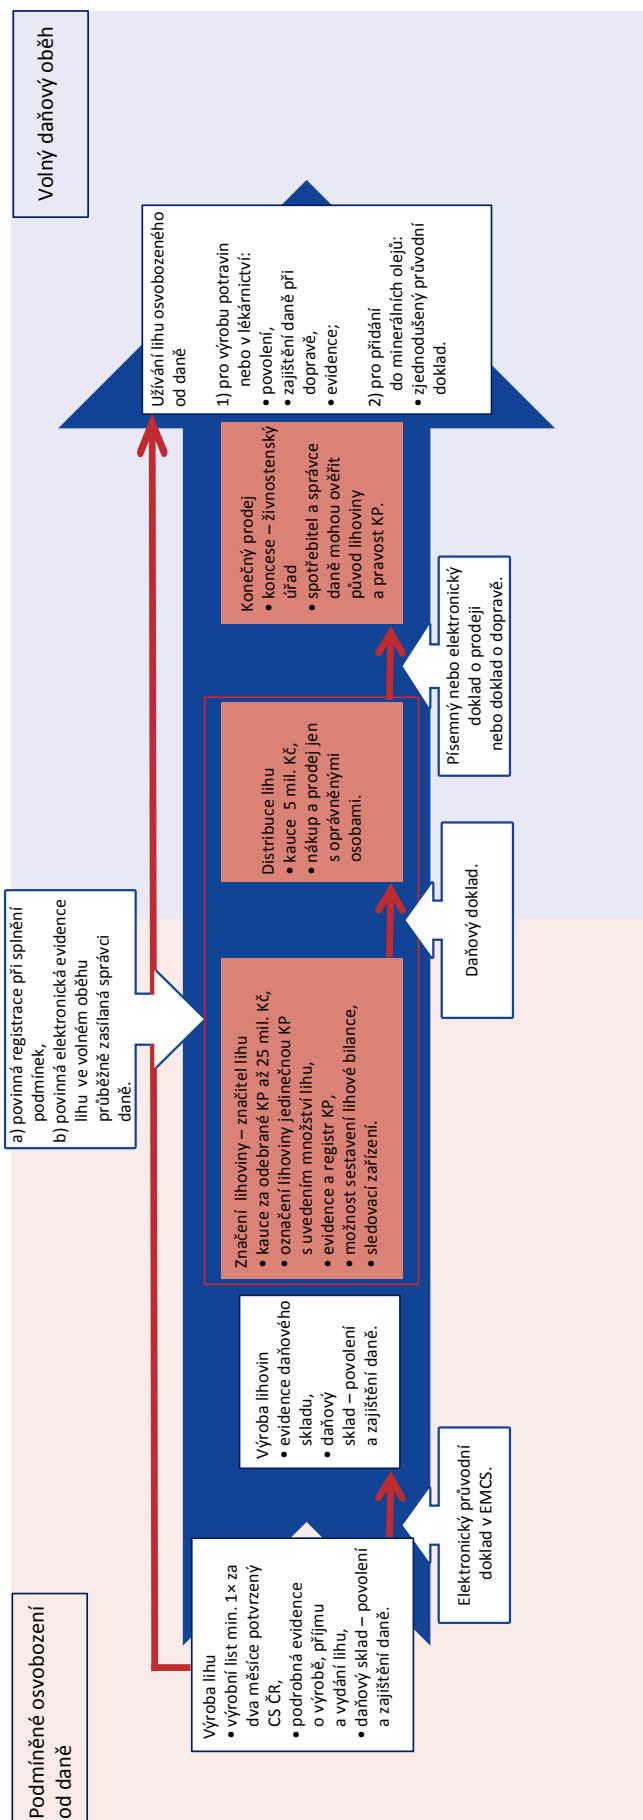 Podmíněné osvobození
od daně
Volný daňový oběh
a) povinná registrace při splnění
podmínek,
b) povinná elektronická evidence
lihu ve volném oběhu
průběžně zasílaná správci
daně.
Výroba lihu
• výrobní list min. 1× za
dva měsíce potvrzený
CS ČR,
• podrobná evidence
o výrobě, příjmu
a vydání lihu,
• daňový sklad – povolení
a zajištění daně.
Výroba lihovin
• evidence daňového
skladu,
• daňový
sklad – povolení
a zajištění daně.
Značení lihoviny – značitel lihu
• kauce za odebrané KP až 25 mil. Kč,
• označení lihoviny jedinečnou KP
s uvedením množství lihu,
• evidence a registr KP,
• možnost sestavení lihové bilance,
• sledovací zařízení.
Distribuce lihu
• kauce 5 mil. Kč,
• nákup a prodej jen
s oprávněnými
osobami.
Konečný prodej
• koncese – živnostenský
úřad
• spotřebitel a správce
daně mohou ověřit
původ lihoviny
a pravost KP.
Užívání lihu osvobozeného
od daně
1) pro výrobu potravin
nebo v lékárnictví:
• povolení,
• zajištění daně při
dopravě,
• evidence;
2) pro přidání
do minerálních olejů:
• zjednodušený průvodní
doklad.
Elektronický průvodní
doklad v EMCS.
Daňový doklad.
Písemný nebo elektronický
doklad o prodeji
nebo doklad o dopravě.